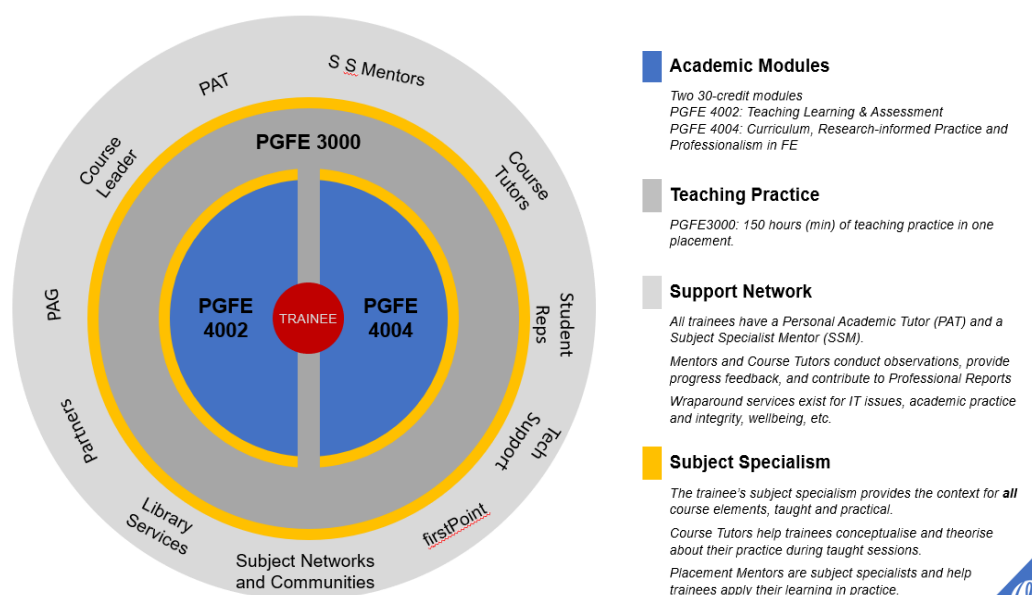 PAT
S S Mentors
Course
Leader
Course
Tutors
PGFE 3000
PAG
PGFE
4002
TRAINEE
PGFE
4004
Student
Reps
Partners
Tech
Support
Library
Services
firstPoint
Subject Networks
and Communities
Academic Modules
Two 30-credit modules
PGFE 4002: Teaching Learning & Assessment
PGFE 4004: Curriculum, Research-informed Practice and
Professionalism in FE
Teaching Practice
PGFE3000: 150 hours (min) of teaching practice in one
placement.
Support Network
All trainees have a Personal Academic Tutor (PAT) and a
Subject Specialist Mentor (SSM).
Mentors and Course Tutors conduct observations, provide
progress feedback, and contribute to Professional Reports
Wraparound services exist for IT issues, academic practice
and integrity, wellbeing, etc.
Subject Specialism
The trainee's subject specialism provides the context for all
course elements, taught and practical.
Course Tutors help trainees conceptualise and theorise
about their practice during taught sessions.
Placement Mentors are subject specialists and help
trainees apply their learning in practice.